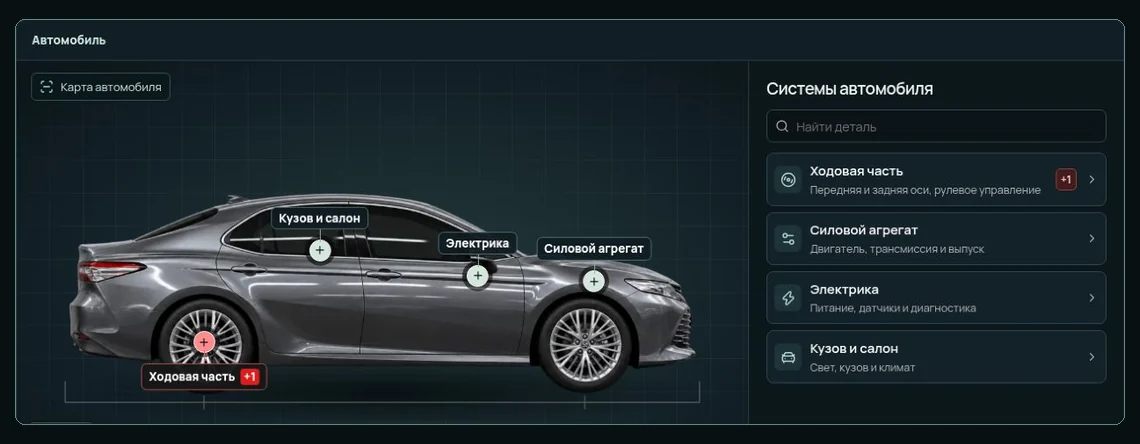 Автомобиль
Карта автомобиля
Кузов и салон
Электрика
Силовой агрегат
Ходовая часть +1
Системы автомобиля
Найти деталь
Ходовая часть
Передняя и задняя оси, рулевое управление
+1
Силовой агрегат
Двигатель, трансмиссия и выпуск
Электрика
Питание, датчики и диагностика
Кузов и салон
Свет, кузов и климат